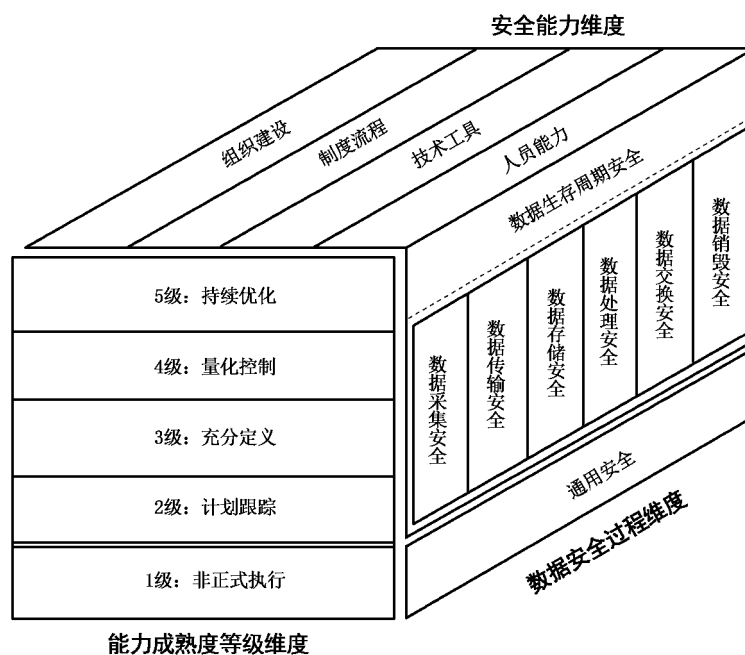 安全能力维度
组织建设
制度流程
技术工具
人员能力
数据生存周期安全
数据采集安全
数据传输安全
数据存储安全
数据处理安全
数据交换安全
数据销毁安全
通用安全
数据安全过程维度
5级：持续优化
4级：量化控制
3级：充分定义
2级：计划跟踪
1级：非正式执行
能力成熟度等级维度